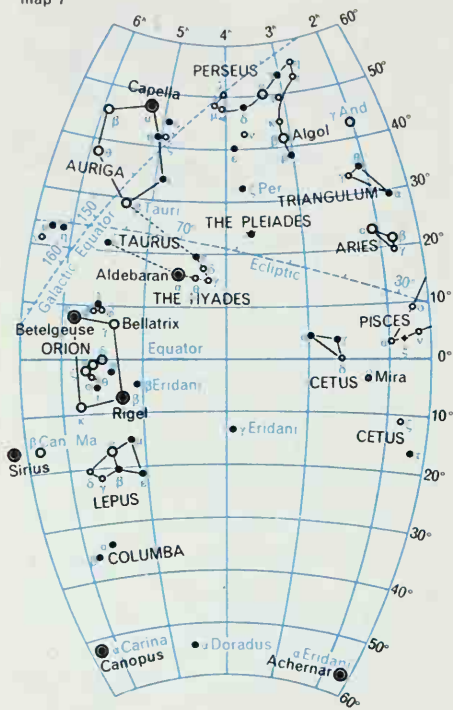 map 7
6ʰ 5ʰ 4ʰ 3ʰ 2ʰ 60°
PERSEUS
50°
Capella
α
η
γ
δ
μ
β
ν
κ
Algol
ε
γ And
40°
AURIGA
ζ Per
TRIANGULUM
30°
β Tauri
150
70°
THE PLEIADES
TAURUS
ARIES
20°
160°
Galactic Equator
Ecliptic
Aldebaran
THE HYADES
30°
10°
Betelgeuse
Bellatrix
PISCES
ORION
Equator
0°
CETUS
Mira
β Eridani
Rigel
κ
10°
γ Eridani
CETUS
ζ
τ
β Can Ma
Sirius
α
δ γ β ε
20°
LEPUS
30°
α
COLUMBA
40°
α Carina
Canopus
α Doradus
α Eridani
Achernar
50°
60°
60°